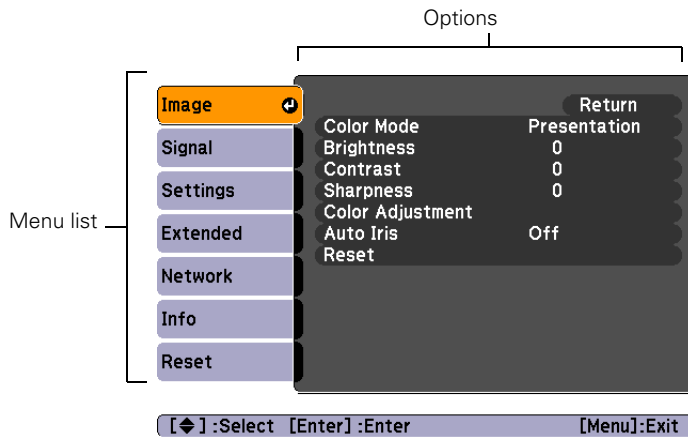 Options
Menu list
Image
Signal
Settings
Extended
Network
Info
Reset
Return
Color Mode Presentation
Brightness 0
Contrast 0
Sharpness 0
Color Adjustment
Auto Iris Off
Reset
[◆] :Select [Enter] :Enter [Menu]:Exit